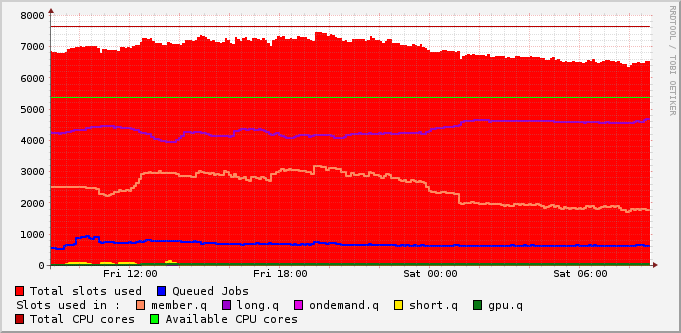 8000
7000
6000
5000
4000
3000
2000
1000
0
Fri 12:00 Fri 18:00 Sat 00:00 Sat 06:00
Total slots used Queued Jobs
Slots used in : member.q long.q ondemand.q short.q gpu.q
Total CPU cores Available CPU cores
RRDTOOL / TOBI OETIKER